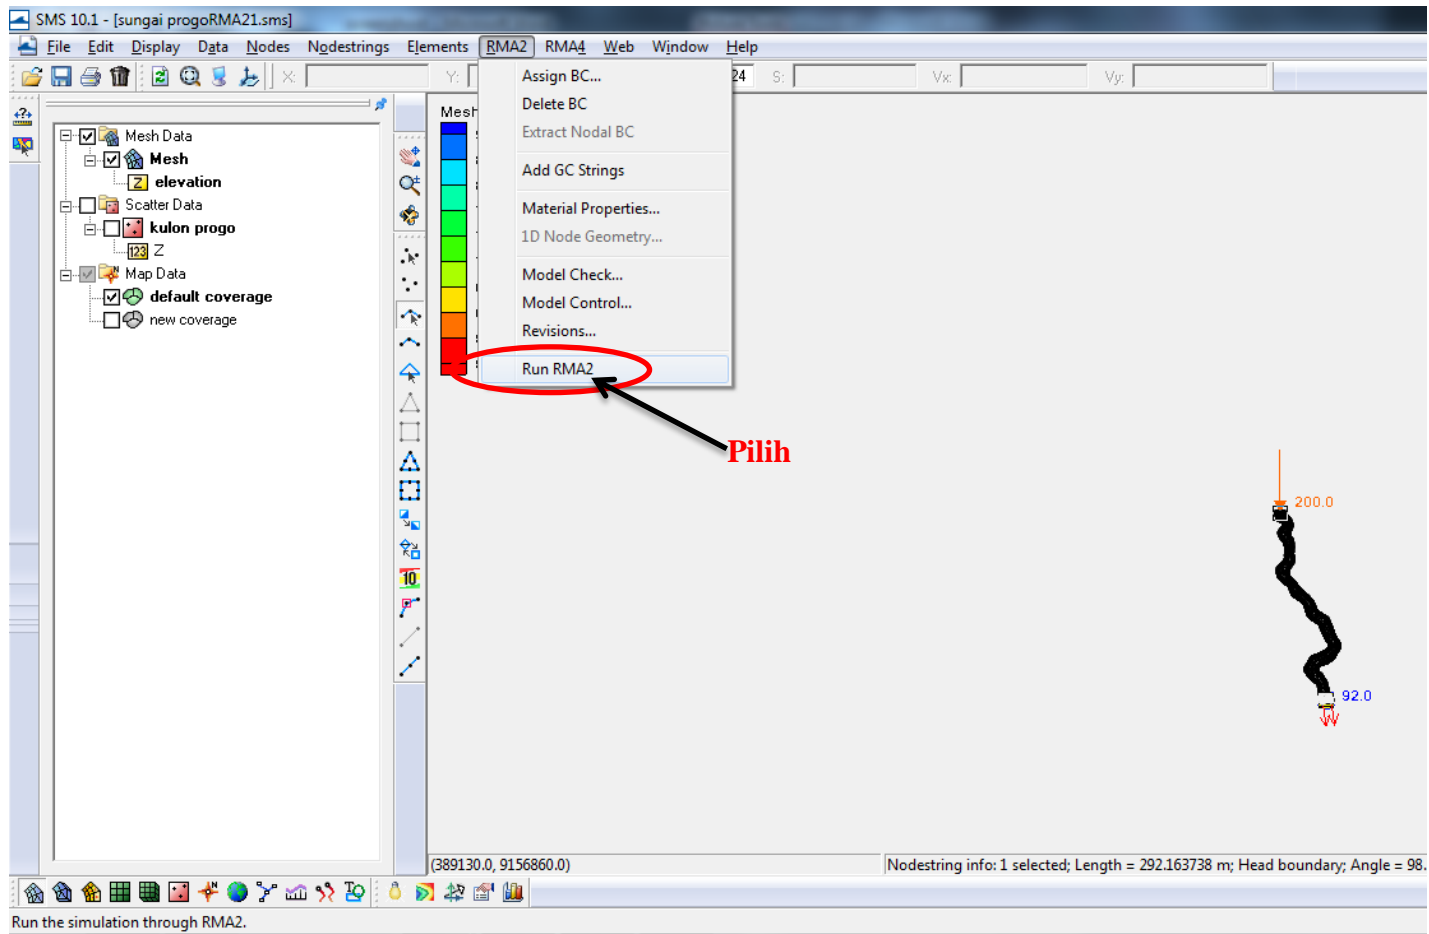 SMS 10.1 - [sungai progoRMA21.sms]
File Edit Display Data Nodes Nodestrings Elements RMA2 RMA4 Web Window Help
X: Y: 24 S: Vx: Vy:
Assign BC...
Delete BC
Extract Nodal BC
Add GC Strings
Material Properties...
1D Node Geometry...
Model Check...
Model Control...
Revisions...
Run RMA2
Pilih
Mesh Data
Mesh
Z elevation
Scatter Data
kulon progo
123 Z
Map Data
default coverage
new coverage
Mesh
10
200.0
92.0
(389130.0, 9156860.0)
Nodestring info: 1 selected; Length = 292.163738 m; Head boundary; Angle = 98.
Run the simulation through RMA2.